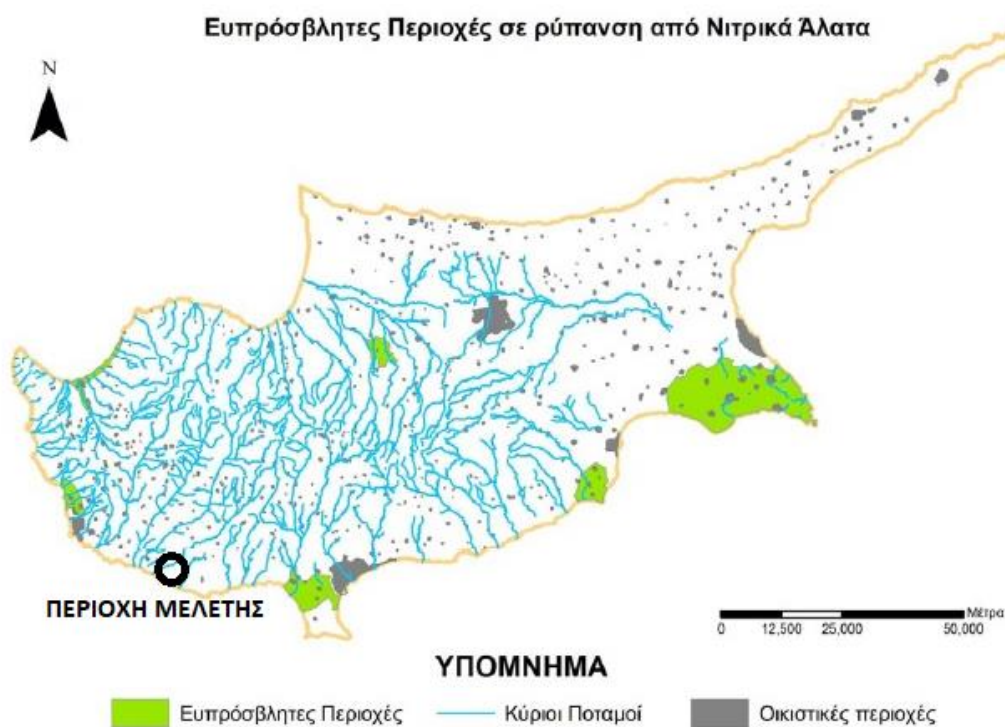 Ευπρόσβλητες Περιοχές σε ρύπανση από Νιτρικά Άλατα
N
ΠΕΡΙΟΧΗ ΜΕΛΕΤΗΣ
Μέτρα
0 12,500 25,000 50,000
ΥΠΟΜΝΗΜΑ
Ευπρόσβλητες Περιοχές Κύριοι Ποταμοί Οικιστικές περιοχές